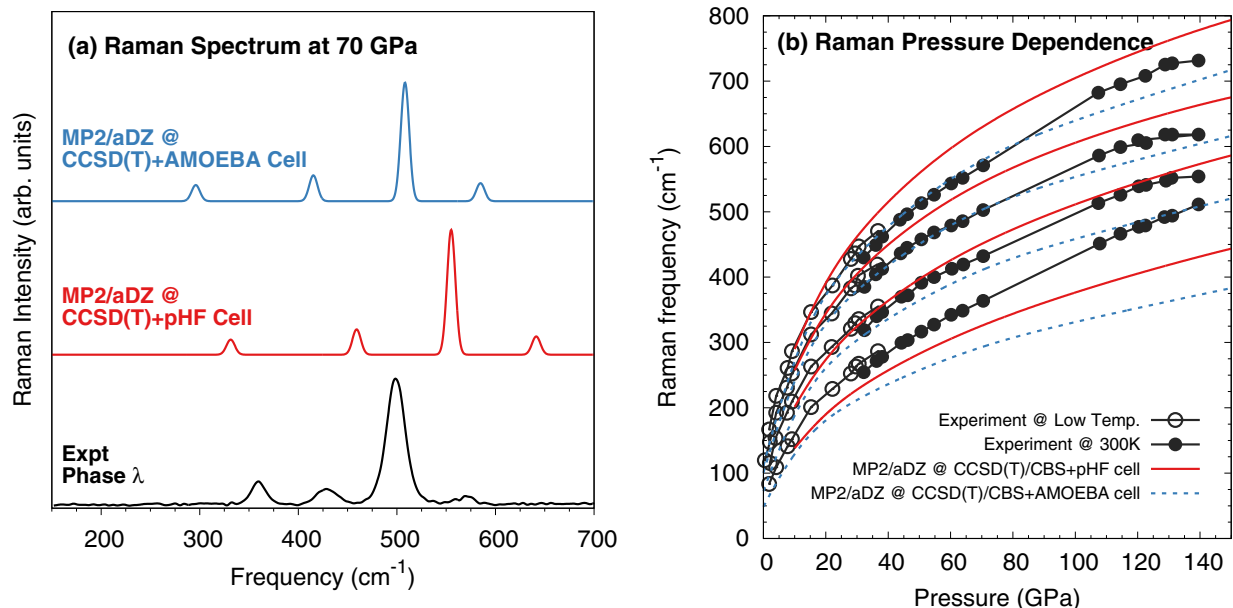 (a) Raman Spectrum at 70 GPa
MP2/aDZ @
CCSD(T)+AMOEBA Cell
MP2/aDZ @
CCSD(T)+pHF Cell
Expt
Phase λ
Raman Intensity (arb. units)
200 300 400 500 600 700
Frequency (cm⁻¹)
(b) Raman Pressure Dependence
Raman frequency (cm⁻¹)
800
700
600
500
400
300
200
100
0
Experiment @ Low Temp.
Experiment @ 300K
MP2/aDZ @ CCSD(T)/CBS+pHF cell
MP2/aDZ @ CCSD(T)/CBS+AMOEBA cell
0 20 40 60 80 100 120 140
Pressure (GPa)